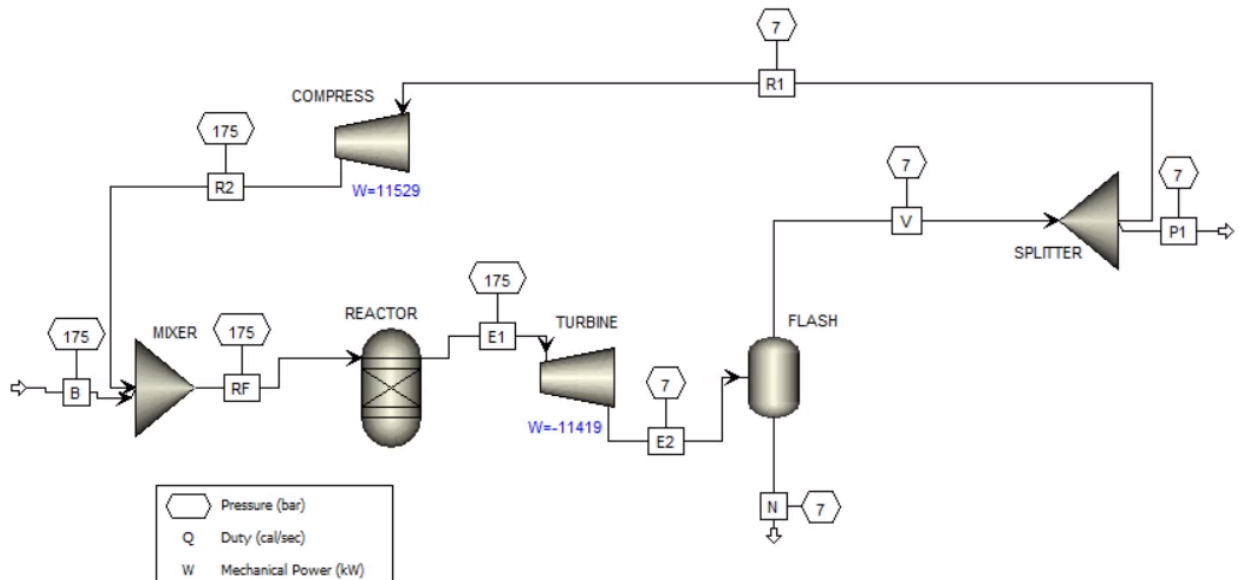 7
R1
COMPRESS
175
R2
W=11529
7
V
7
P1
SPLITTER
175
B
MIXER
175
RF
REACTOR
175
E1
TURBINE
W=-11419
7
E2
FLASH
N
7
Pressure (bar)
Q Duty (cal/sec)
W Mechanical Power (kW)